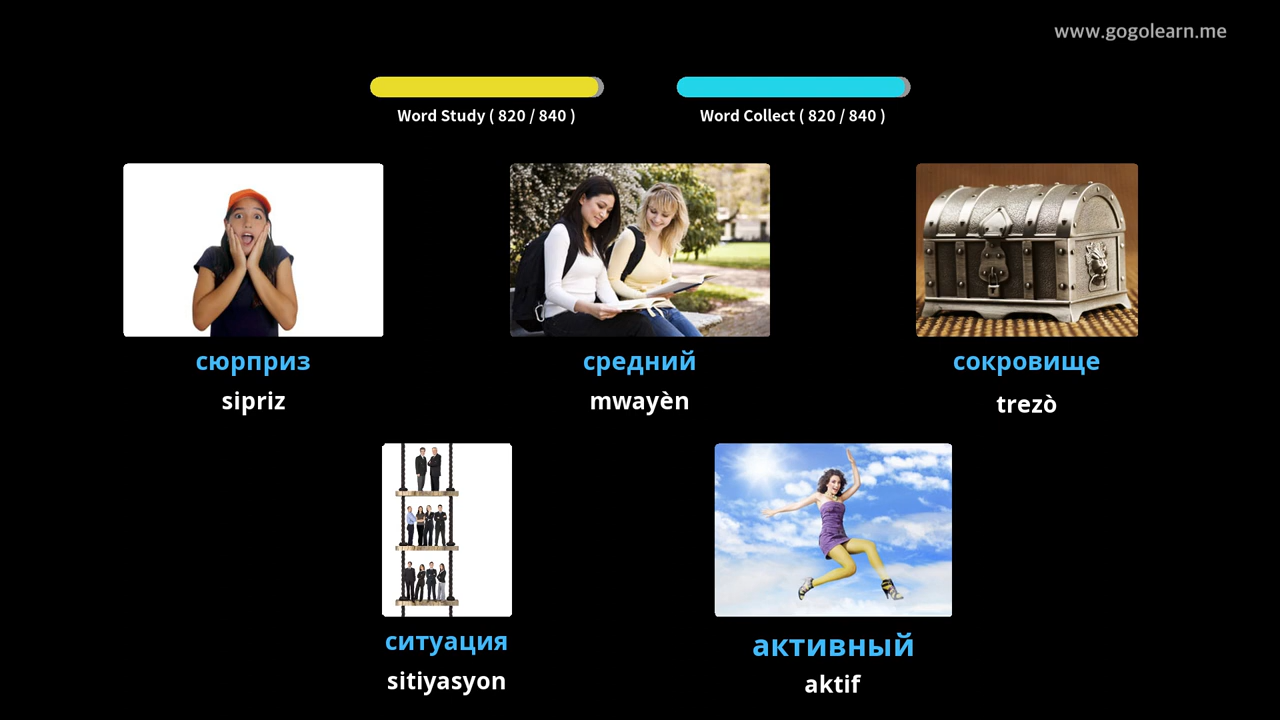 www.gogolearn.me
Word Study ( 820 / 840 )
Word Collect ( 820 / 840 )
сюрприз
sipriz
средний
mwayèn
сокровище
trezò
ситуация
sitiyasyon
активный
aktif